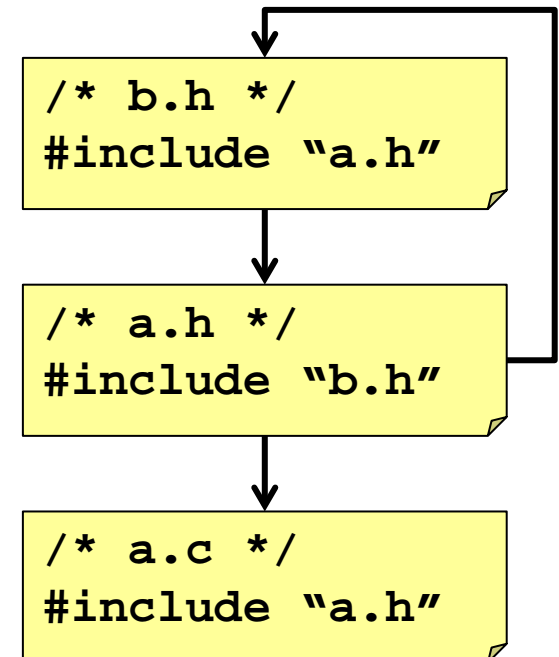 /* b.h */
#include “a.h”
/* a.h */
#include “b.h”
/* a.c */
#include “a.h”